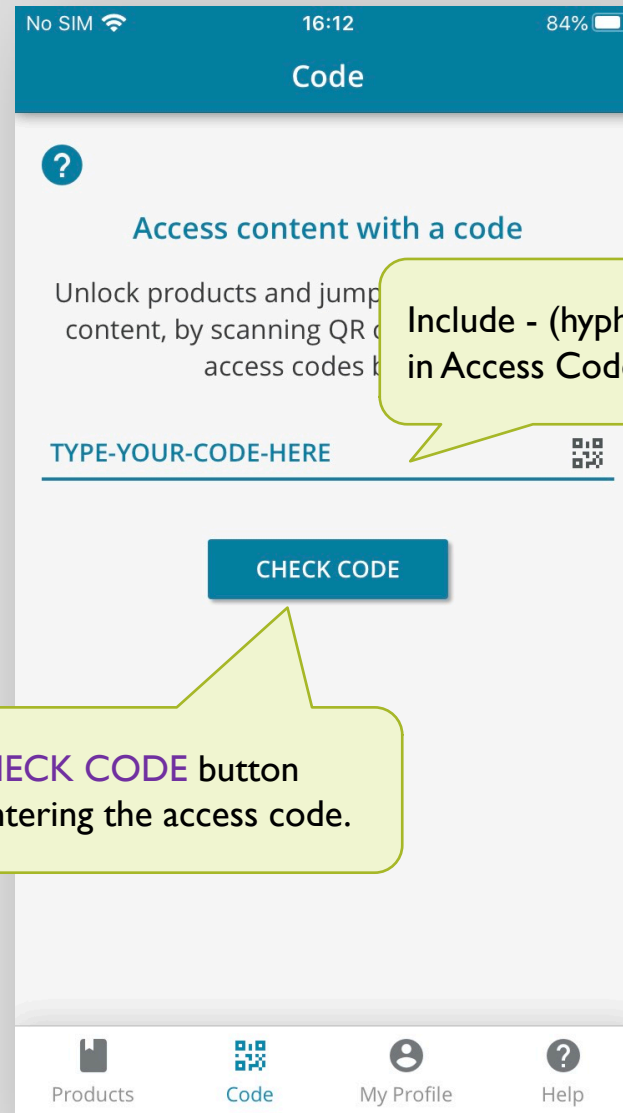 No SIM 16:12 84%
Code
?
Access content with a code
Unlock products and jump
content, by scanning QR
access codes
Include - (hyph
in Access Cod
TYPE-YOUR-CODE-HERE
CHECK CODE
HECK CODE button
ntering the access code.
Products Code My Profile Help